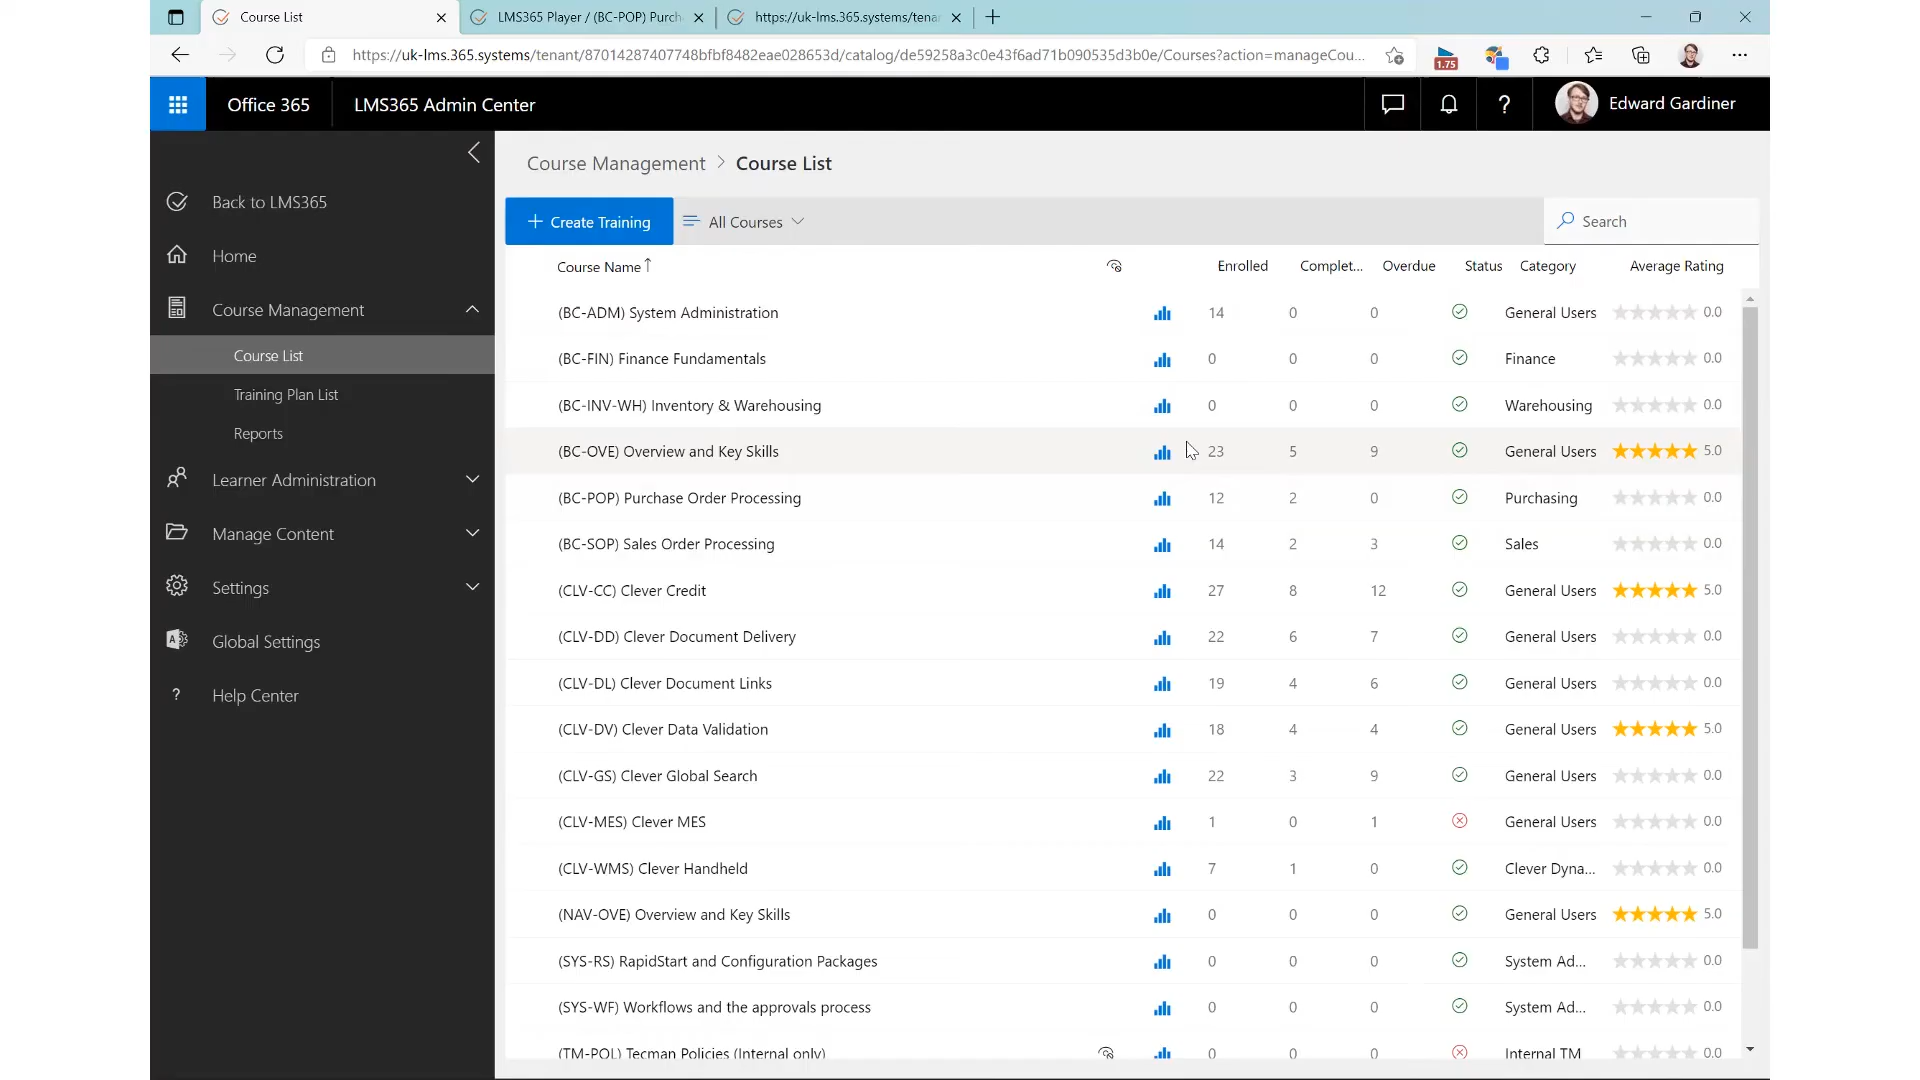 Course List
LMS365 Player / (BC-POP) Purch
https://uk-lms.365.systems/tenan
https://uk-lms.365.systems/tenant/87014287407748bfbf8482eae028653d/catalog/de59258a3c0e43f6ad71b090535d3b0e/Courses?action=manageCou...
1.75
Office 365
LMS365 Admin Center
?
Edward Gardiner
Back to LMS365
Home
Course Management
Course List
Training Plan List
Reports
Learner Administration
Manage Content
Settings
Global Settings
? Help Center
Course Management > Course List
+ Create Training
All Courses
Search
Course Name↑ Enrolled Complet... Overdue Status Category Average Rating
(BC-ADM) System Administration 14 0 0 General Users 0.0
(BC-FIN) Finance Fundamentals 0 0 0 Finance 0.0
(BC-INV-WH) Inventory & Warehousing 0 0 0 Warehousing 0.0
(BC-OVE) Overview and Key Skills 23 5 9 General Users 5.0
(BC-POP) Purchase Order Processing 12 2 0 Purchasing 0.0
(BC-SOP) Sales Order Processing 14 2 3 Sales 0.0
(CLV-CC) Clever Credit 27 8 12 General Users 5.0
(CLV-DD) Clever Document Delivery 22 6 7 General Users 0.0
(CLV-DL) Clever Document Links 19 4 6 General Users 0.0
(CLV-DV) Clever Data Validation 18 4 4 General Users 5.0
(CLV-GS) Clever Global Search 22 3 9 General Users 0.0
(CLV-MES) Clever MES 1 0 1 General Users 0.0
(CLV-WMS) Clever Handheld 7 1 0 Clever Dyna... 0.0
(NAV-OVE) Overview and Key Skills 0 0 0 General Users 5.0
(SYS-RS) RapidStart and Configuration Packages 0 0 0 System Ad... 0.0
(SYS-WF) Workflows and the approvals process 0 0 0 System Ad... 0.0
(TM-POL) Tecman Policies (Internal only) 0 0 0 Internal TM 0.0